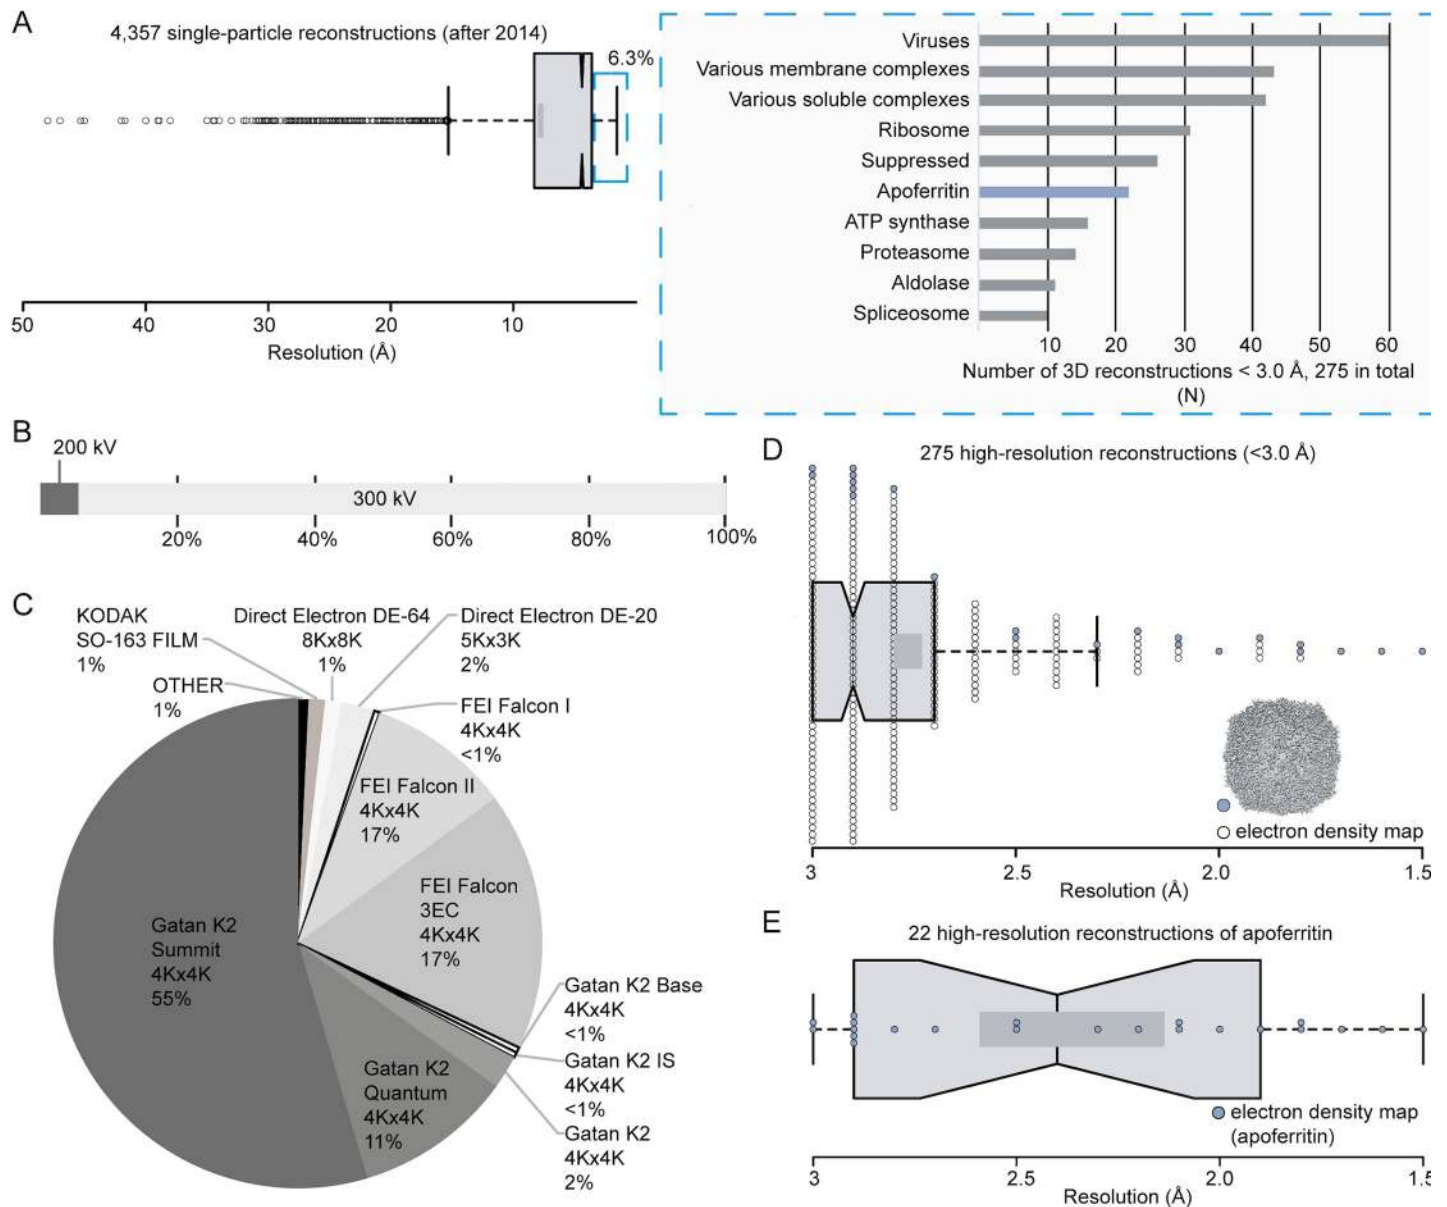 A
4,357 single-particle reconstructions (after 2014)
6.3%
50
40
30
20
10
Resolution (Å)
Viruses
Various membrane complexes
Various soluble complexes
Ribosome
Suppressed
Apoferritin
ATP synthase
Proteasome
Aldolase
Spliceosome
10
20
30
40
50
60
Number of 3D reconstructions < 3.0 Å, 275 in total
(N)
B
200 kV
300 kV
20%
40%
60%
80%
100%
C
KODAK
SO-163 FILM
1%
OTHER
1%
Direct Electron DE-64
8Kx8K
1%
Direct Electron DE-20
5Kx3K
2%
FEI Falcon I
4Kx4K
<1%
FEI Falcon II
4Kx4K
17%
FEI Falcon
3EC
4Kx4K
17%
Gatan K2 Base
4Kx4K
<1%
Gatan K2 IS
4Kx4K
<1%
Gatan K2
4Kx4K
2%
Gatan K2
Quantum
4Kx4K
11%
Gatan K2
Summit
4Kx4K
55%
D
275 high-resolution reconstructions (<3.0 Å)
electron density map
3
2.5
2.0
1.5
Resolution (Å)
E
22 high-resolution reconstructions of apoferritin
electron density map
(apoferritin)
3
2.5
2.0
1.5
Resolution (Å)